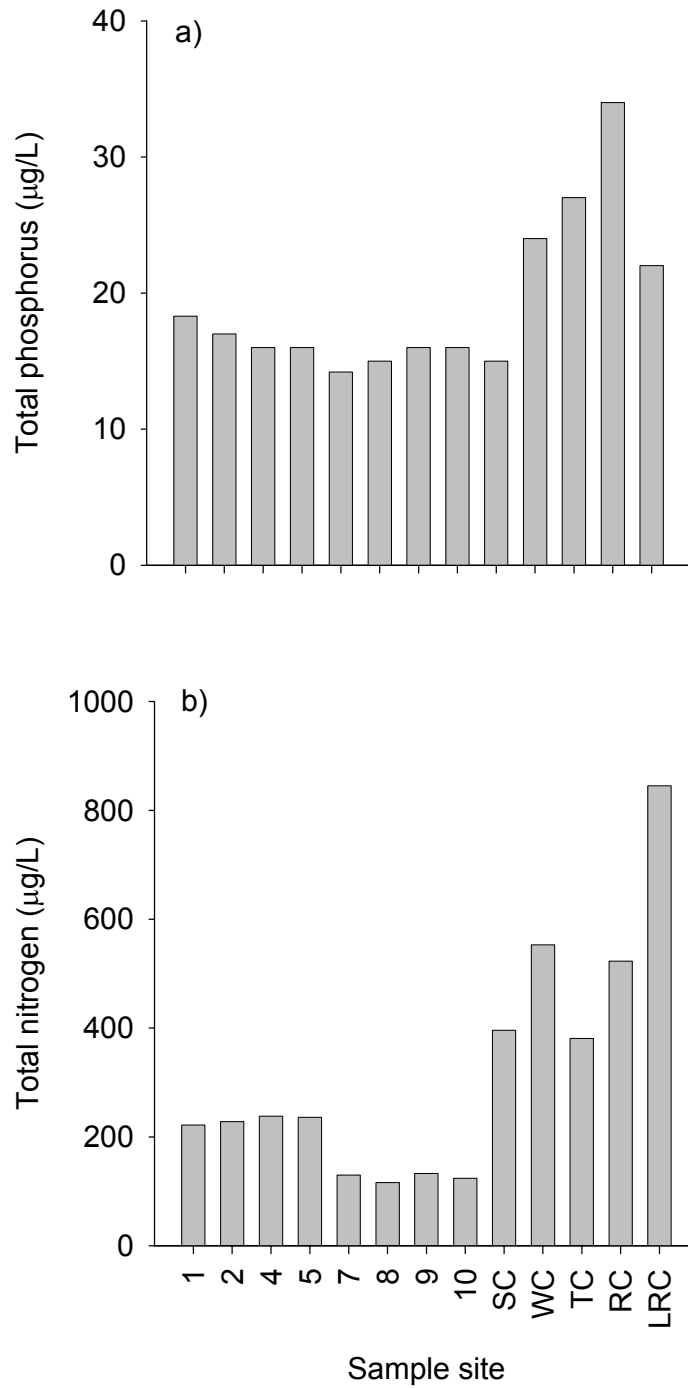 a)
40
30
20
10
0
Total phosphorus (µg/L)
b)
1000
800
600
400
200
0
Total nitrogen (µg/L)
1 2 4 5 7 8 9 10 SC WC TC RC LRC
Sample site